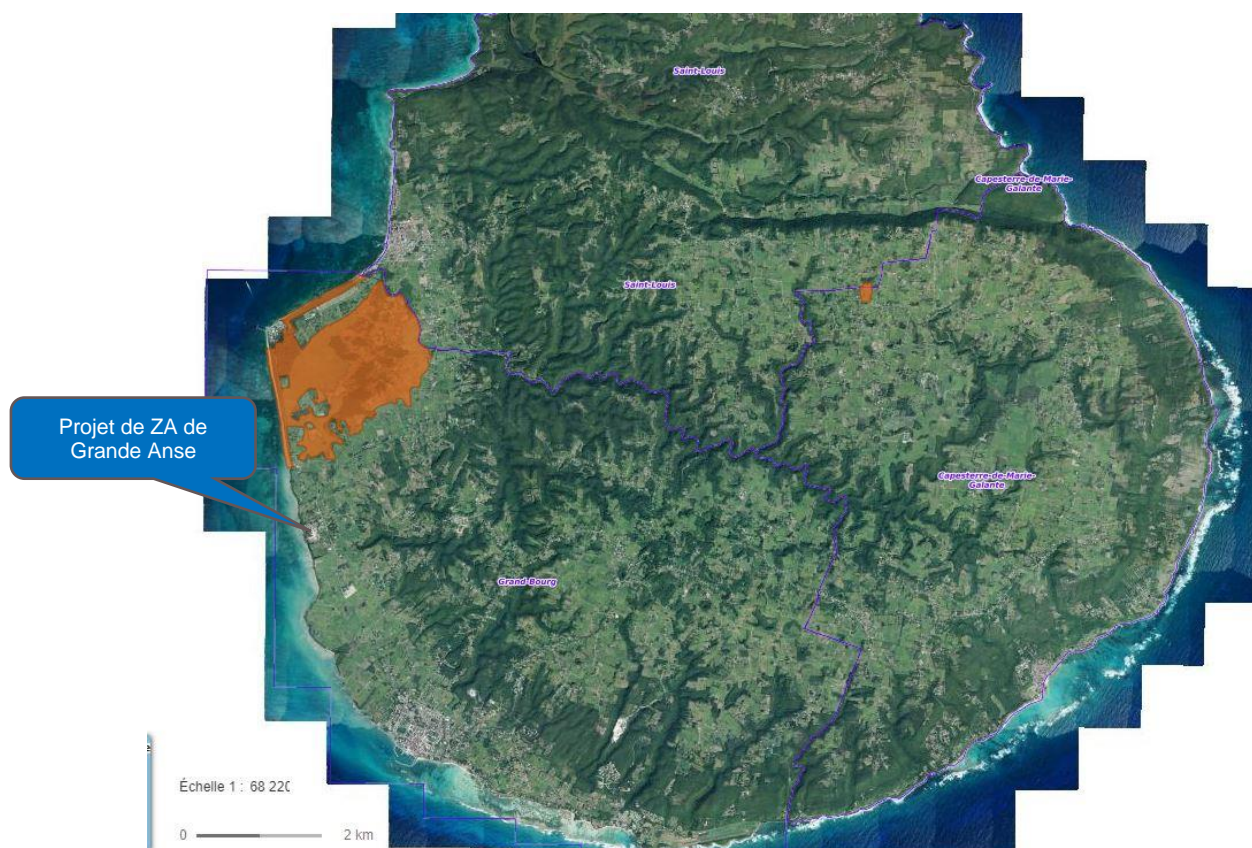 Saint-Louis
Capesterre-de-Marie-
Galante
Saint-Louis
Projet de ZA de
Grande Anse
Capesterre-de-Marie-
Galante
Grand-Bourg
e
Échelle 1 : 68 220
0
2 km